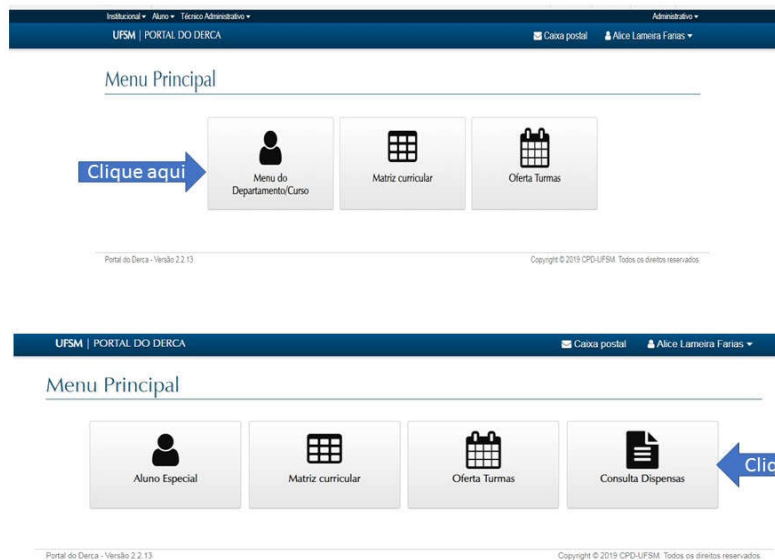 Institucional Aluno Técnico Administrativo Administrativo
UFSM | PORTAL DO DERCA Caixa postal Alice Lameira Farias
Menu Principal
Clique aqui
Menu do
Departamento/Curso
Matriz curricular
Oferta Turmas
Portal do Derca - Versão 2.2.13 Copyright © 2019 CPD-UFSM. Todos os direitos reservados.
UFSM | PORTAL DO DERCA Caixa postal Alice Lameira Farias
Menu Principal
Aluno Especial Matriz curricular Oferta Turmas Consulta Dispensas
Portal do Derca - Versão 2.2.13 Copyright © 2019 CPD-UFSM. Todos os direitos reservados.